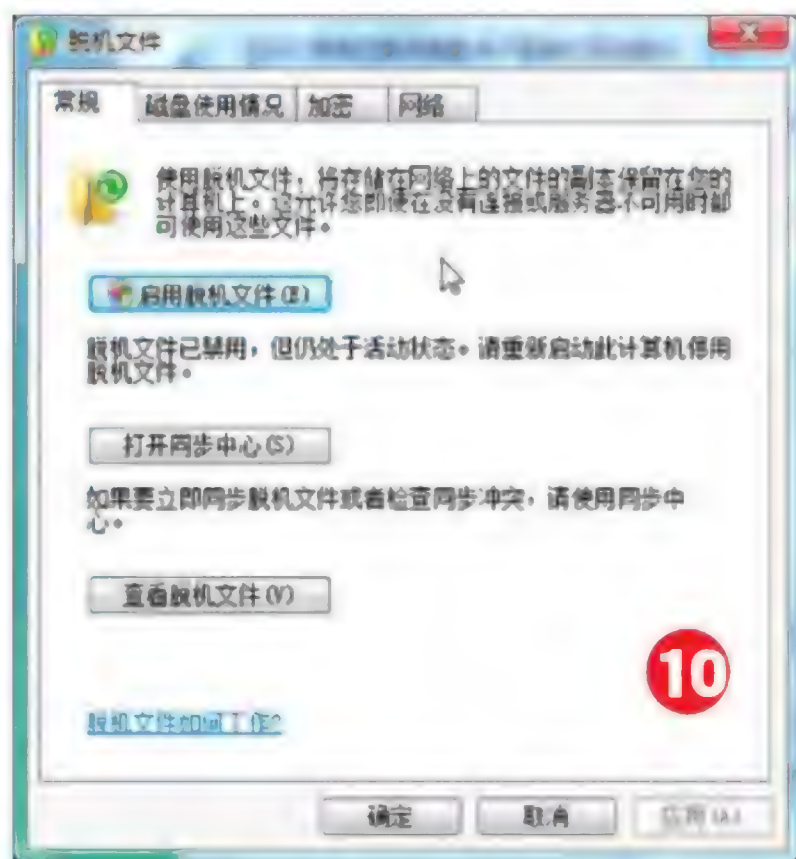 脱机文件
常规 磁盘使用情况 加密 网络
使用脱机文件，将存储在网络上的文件的副本保留在您的
计算机上。这允许您即使在没有连接或服务器不可用时都
可使用这些文件。
启用脱机文件(E)
脱机文件已禁用，但仍处于活动状态。请重新启动此计算机停用
脱机文件。
打开同步中心(S)
如果要立即同步脱机文件或者检查同步冲突，请使用同步中
心。
查看脱机文件(V)
10
脱机文件如何工作?
确定 取消 应用(A)